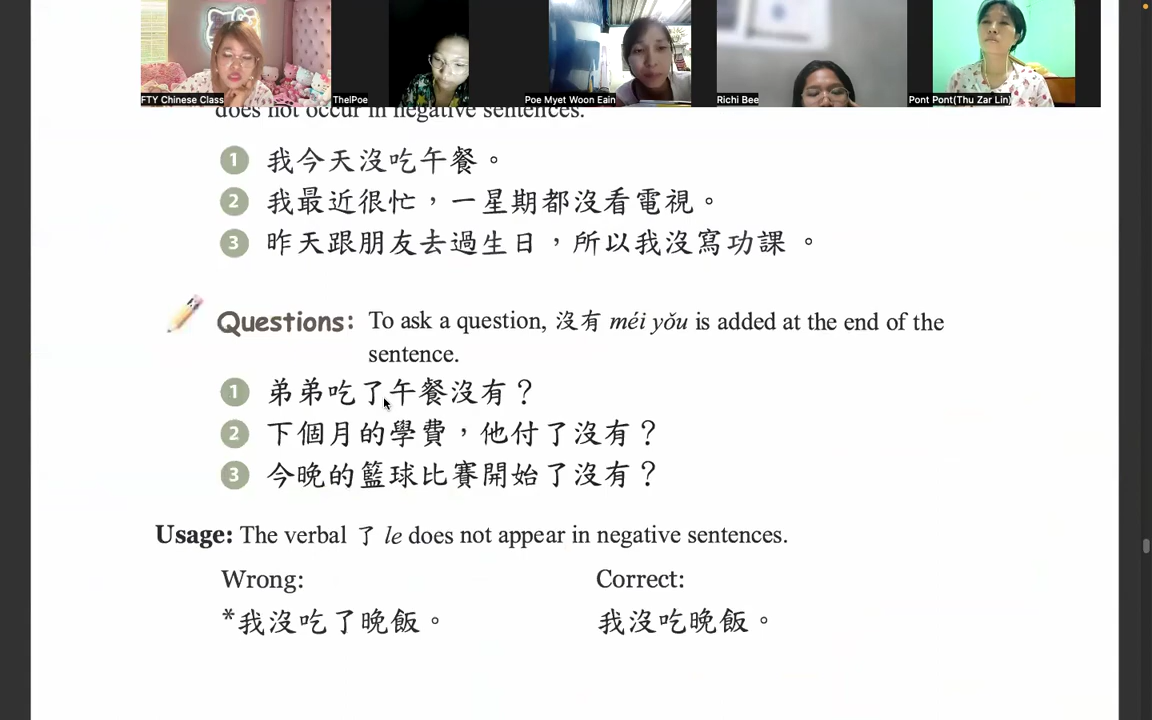 FTY Chinese Class
ThelPoe
Poe Myet Woon Eain
Richi Bee
Pont Pont(Thu Zar Lin)
does not occur in negative sentences.
1 我今天沒吃午餐。
2 我最近很忙，一星期都沒看電視。
3 昨天跟朋友去過生日，所以我沒寫功課。
Questions: To ask a question, 沒有 méi yǒu is added at the end of the
sentence.
1 弟弟吃了午餐沒有？
2 下個月的學費，他付了沒有？
3 今晚的籃球比賽開始了沒有？
Usage: The verbal 了 le does not appear in negative sentences.
Wrong: Correct:
*我沒吃了晚飯。 我沒吃晚飯。